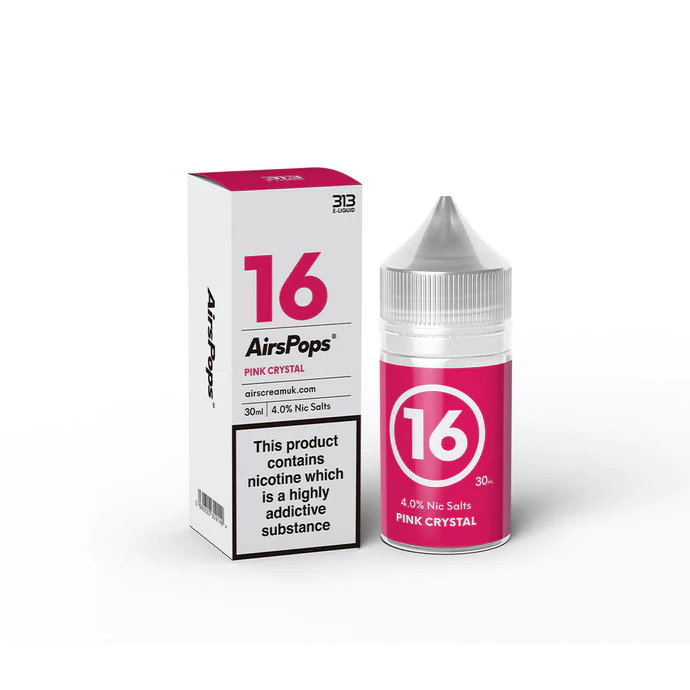 313
E-LIQUID
16
AirsPops®
PINK CRYSTAL
airscreamuk.com
30ml | 4.0% Nic Salts
This product
contains
nicotine which
is a highly
addictive
substance
AirsPops®
16
30mL
4.0% Nic Salts
PINK CRYSTAL